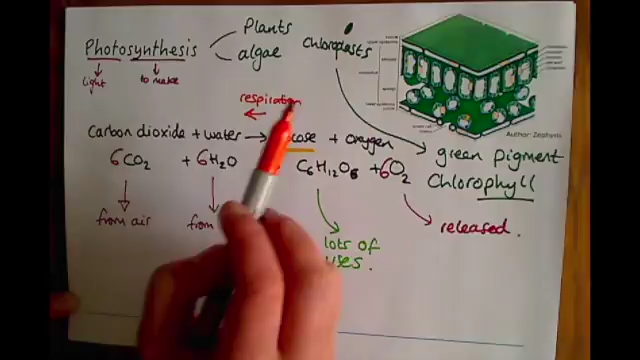 Photosynthesis
Plants
algae
Chloroplasts
light
to make
respiration
Carbon dioxide + water → + oxygen
6CO₂ + 6H₂O C₆H₁₂O₆ + 6O₂
green pigment
Chlorophyll
from air
from
lots of
uses.
released.
Author Zephyris